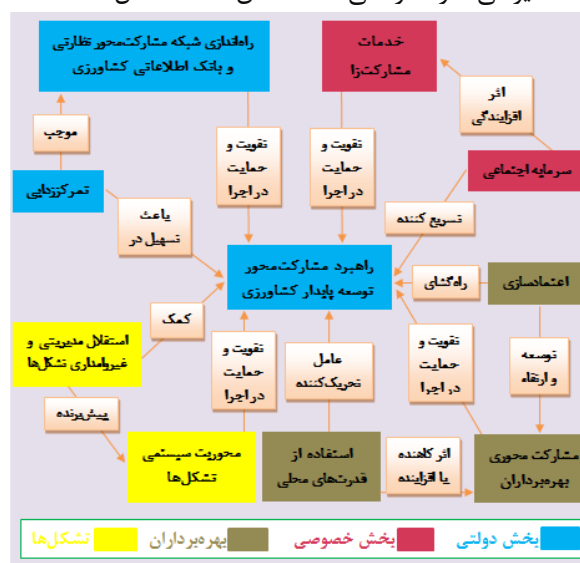 خدمات
مشارکت‌زا
راه‌اندازی شبکه مشارکت‌محور نظارتی
و بانک اطلاعاتی کشاورزی
اثر
افزایندگی
موجب
تقویت و
حمایت
در اجرا
تقویت و
حمایت
در اجرا
سرمایه اجتماعی
تمرکززدایی
تسریع کننده
باعث
تسهیل در
راهبرد مشارکت‌محور
توسعه پایدار کشاورزی
اعتمادسازی
راه‌گشای
کمک
استقلال مدیریتی و
غیروامداری تشکل‌ها
توسعه
و ارتقاء
تقویت و
حمایت
در اجرا
عامل
تحریک‌کننده
تقویت و
حمایت
در اجرا
پیش‌برنده
مشارکت محوری
بهره‌برداران
اثر کاهنده
یا افزاینده
استفاده از
قدرت‌های محلی
محوریت سیستمی
تشکل‌ها
بخش دولتی
بخش خصوصی
بهره‌برداران
تشکل‌ها